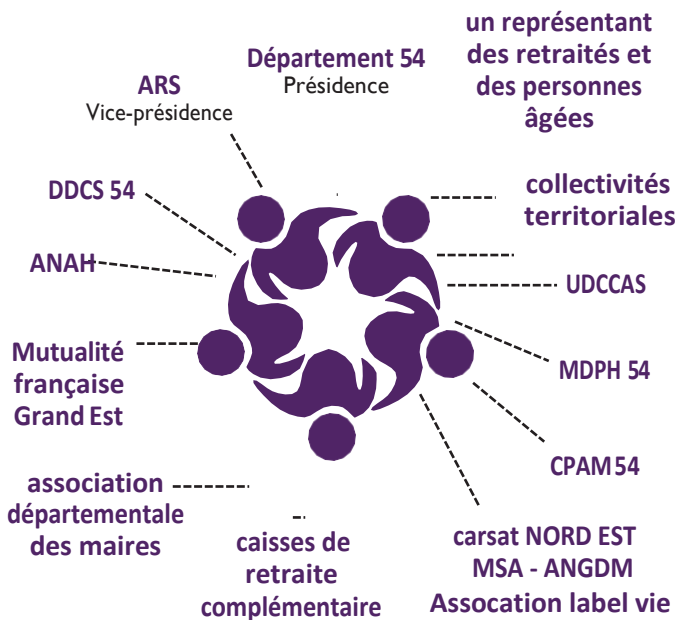 Département 54
Présidence
un représentant
des retraités et
des personnes
âgées
ARS
Vice-présidence
DDCS 54
collectivités
territoriales
ANAH
UDCCAS
Mutualité
française
Grand Est
MDPH 54
CPAM 54
association
départementale
des maires
caisses de
retraite
complémentaire
carsat NORD EST
MSA - ANGDM
Assocation label vie